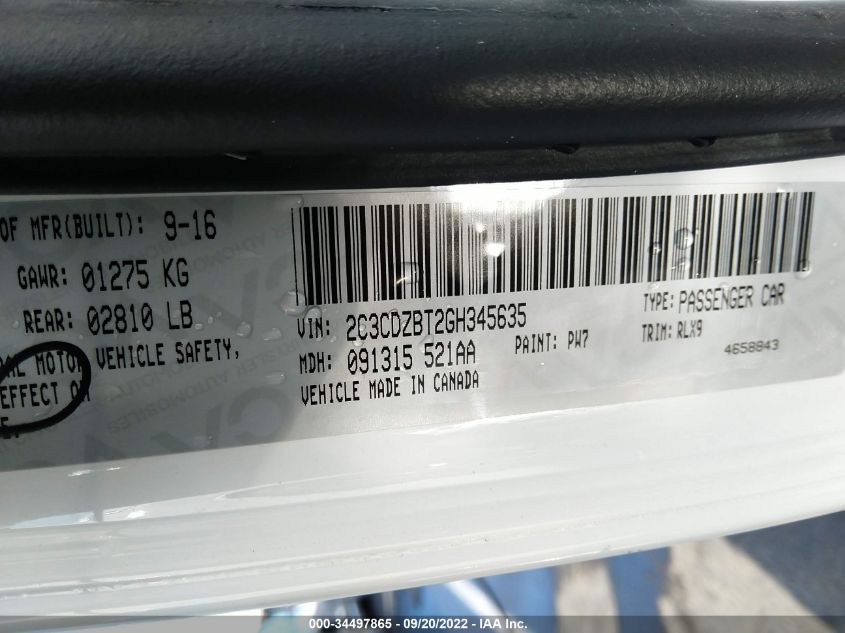 OF MFR(BUILT): 9-16
GAWR: 01275 KG
REAR: 02810 LB
MOTOR VEHICLE SAFETY,
EFFECT ON
VIN: 2C3CDZBT2GH345635
TYPE: PASSENGER CAR
MDH: 091315 521AA
PAINT: PW7
TRIM: RLX9
VEHICLE MADE IN CANADA
4658843
000-34497865 - 09/20/2022 - IAA Inc.